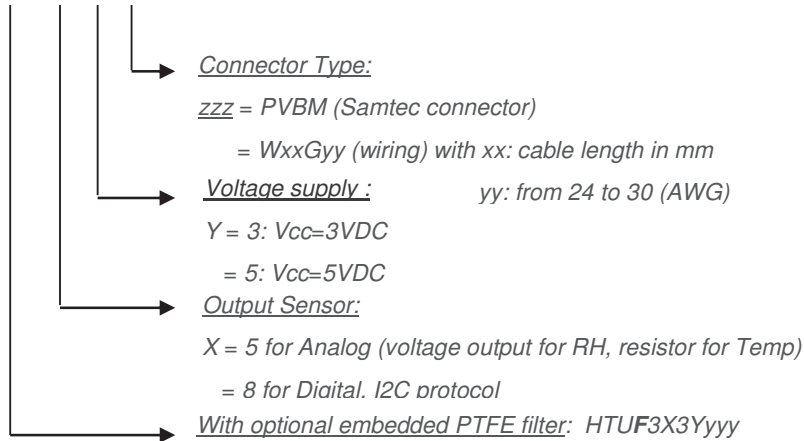 Connector Type:
zzz = PVBM (Samtec connector)
= WxxGyy (wiring) with xx: cable length in mm
Voltage supply : yy: from 24 to 30 (AWG)
Y = 3: Vcc=3VDC
= 5: Vcc=5VDC
Output Sensor:
X = 5 for Analog (voltage output for RH, resistor for Temp)
= 8 for Digital, I2C protocol
With optional embedded PTFE filter: HTUF3X3Yyyy